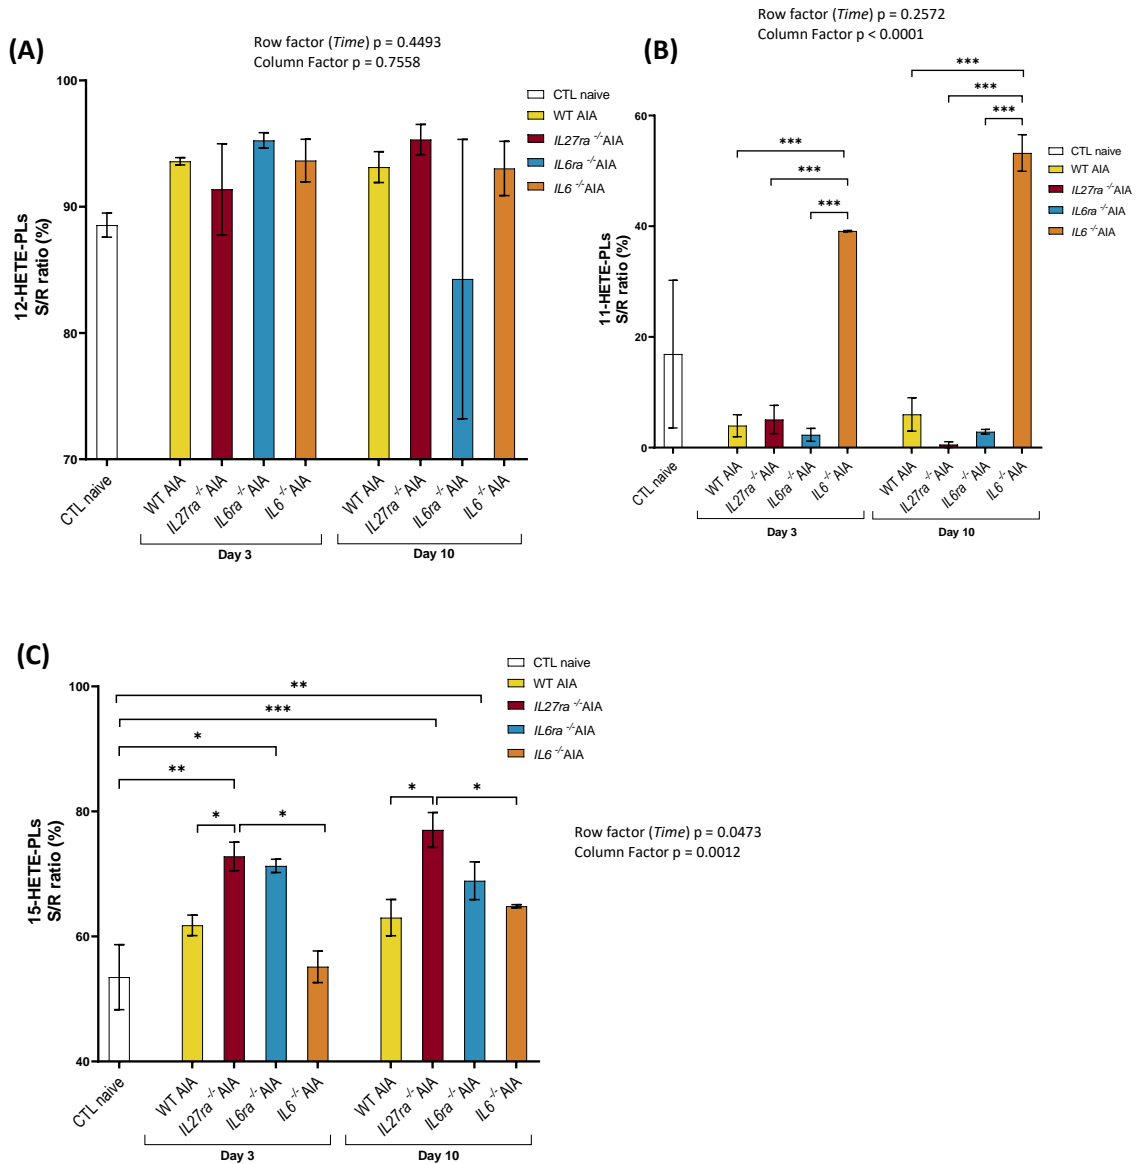 (A)
Row factor (Time) p = 0.4493
Column Factor p = 0.7558
12-HETE-PLs
S/R ratio (%)
100
90
80
70
CTL naive
WT AIA
IL27ra -/-AIA
IL6ra -/-AIA
IL6 -/-AIA
CTL naive
WT AIA
IL27ra -/- AIA
IL6ra -/- AIA
IL6 -/- AIA
WT AIA
IL27ra -/- AIA
IL6ra -/- AIA
IL6 -/- AIA
Day 3
Day 10
(B)
Row factor (Time) p = 0.2572
Column Factor p < 0.0001
11-HETE-PLs
S/R ratio (%)
60
40
20
0
***
***
***
***
***
***
CTL naive
WT AIA
IL27ra -/-AIA
IL6ra -/-AIA
IL6 -/-AIA
CTL naive
WT AIA
IL27ra -/- AIA
IL6ra -/- AIA
IL6 -/- AIA
WT AIA
IL27ra -/- AIA
IL6ra -/- AIA
IL6 -/- AIA
Day 3
Day 10
(C)
15-HETE-PLs
S/R ratio (%)
100
80
60
40
**
***
*
**
*
*
*
*
CTL naive
WT AIA
IL27ra -/-AIA
IL6ra -/-AIA
IL6 -/-AIA
Row factor (Time) p = 0.0473
Column Factor p = 0.0012
CTL naive
WT AIA
IL27ra -/- AIA
IL6ra -/- AIA
IL6 -/- AIA
WT AIA
IL27ra -/- AIA
IL6ra -/- AIA
IL6 -/- AIA
Day 3
Day 10